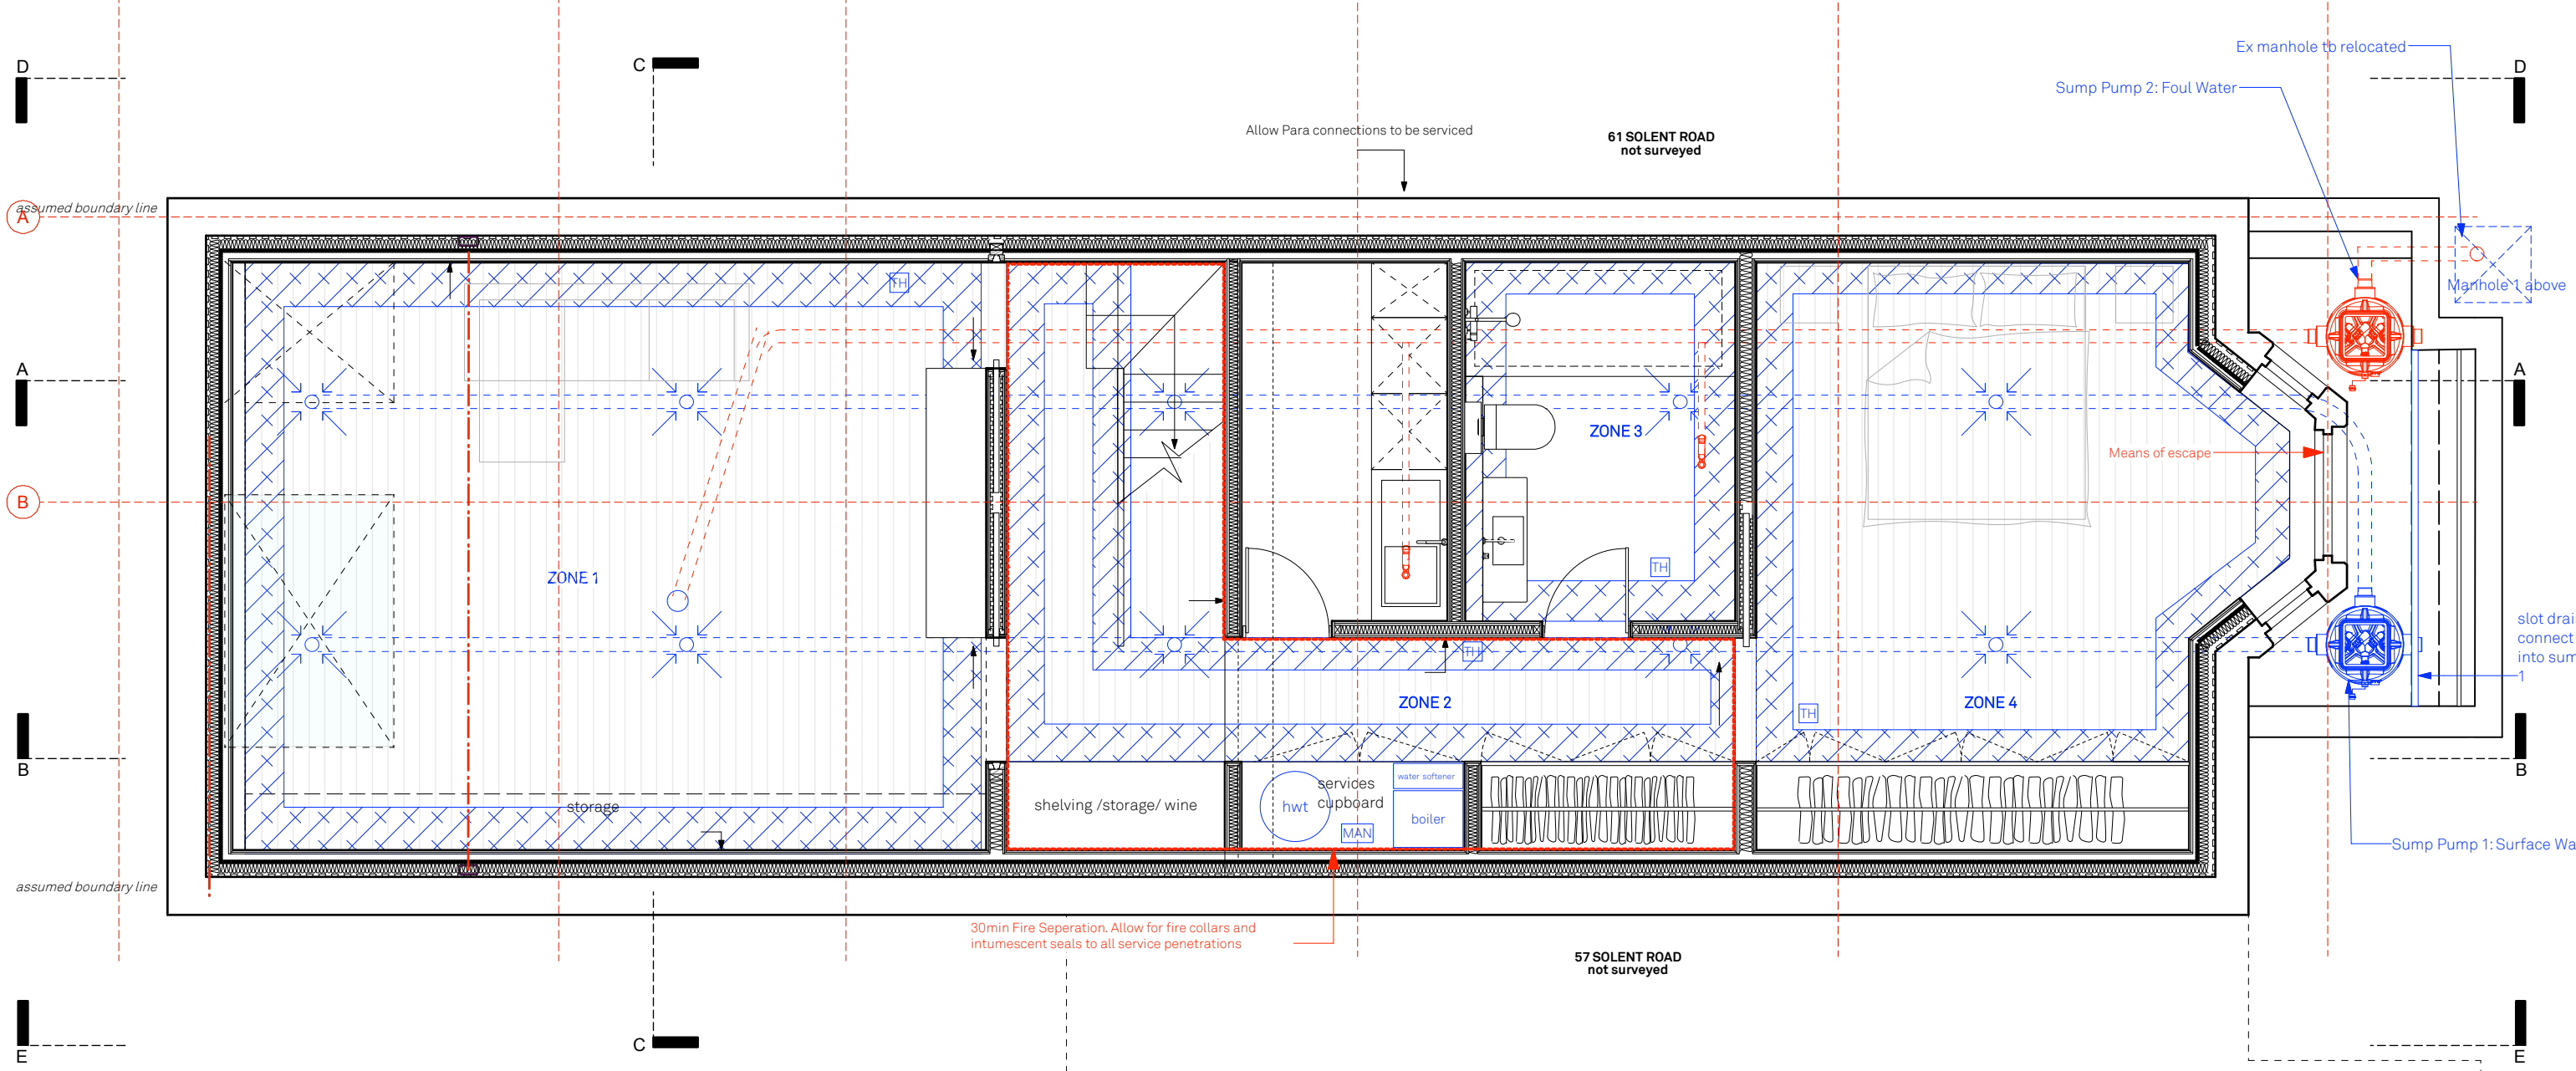 Ex manhole to relocated
D
C
D
Sump Pump 2: Foul Water
Allow Para connections to be serviced
61 SOLENT ROAD
not surveyed
assumed boundary line
A
TH
Manhole 1 above
A
A
ZONE 3
Means of escape
B
TH
ZONE 1
slot drai
connect
into sum
1
TH
ZONE 2
TH
ZONE 4
B
B
storage
shelving /storage/ wine
hwt
services
cupboard
MAN
water softener
boiler
Sump Pump 1: Surface Wa
assumed boundary line
30min Fire Seperation. Allow for fire collars and
intumescent seals to all service penetrations
57 SOLENT ROAD
not surveyed
C
E
E